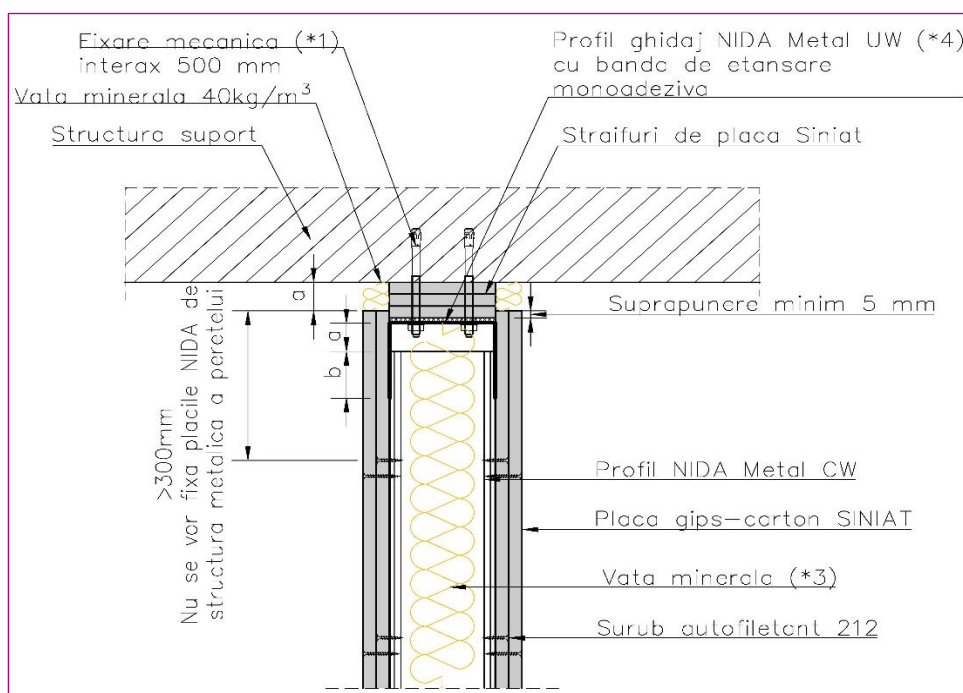 Fixare mecanica (*1)
interax 500 mm
Vata minerala 40kg/m³
Structura suport
Profil ghidaj NIDA Metal UW (*4)
cu banda de etansare
monoadeziva
Straifuri de placa Siniat
a
a
b
Suprapunere minim 5 mm
>300mm
Nu se vor fixa placile NIDA de
structura metalica a peretelui
Profil NIDA Metal CW
Placa gips-carton SINIAT
Vata minerala (*3)
Surub autofiletant 212